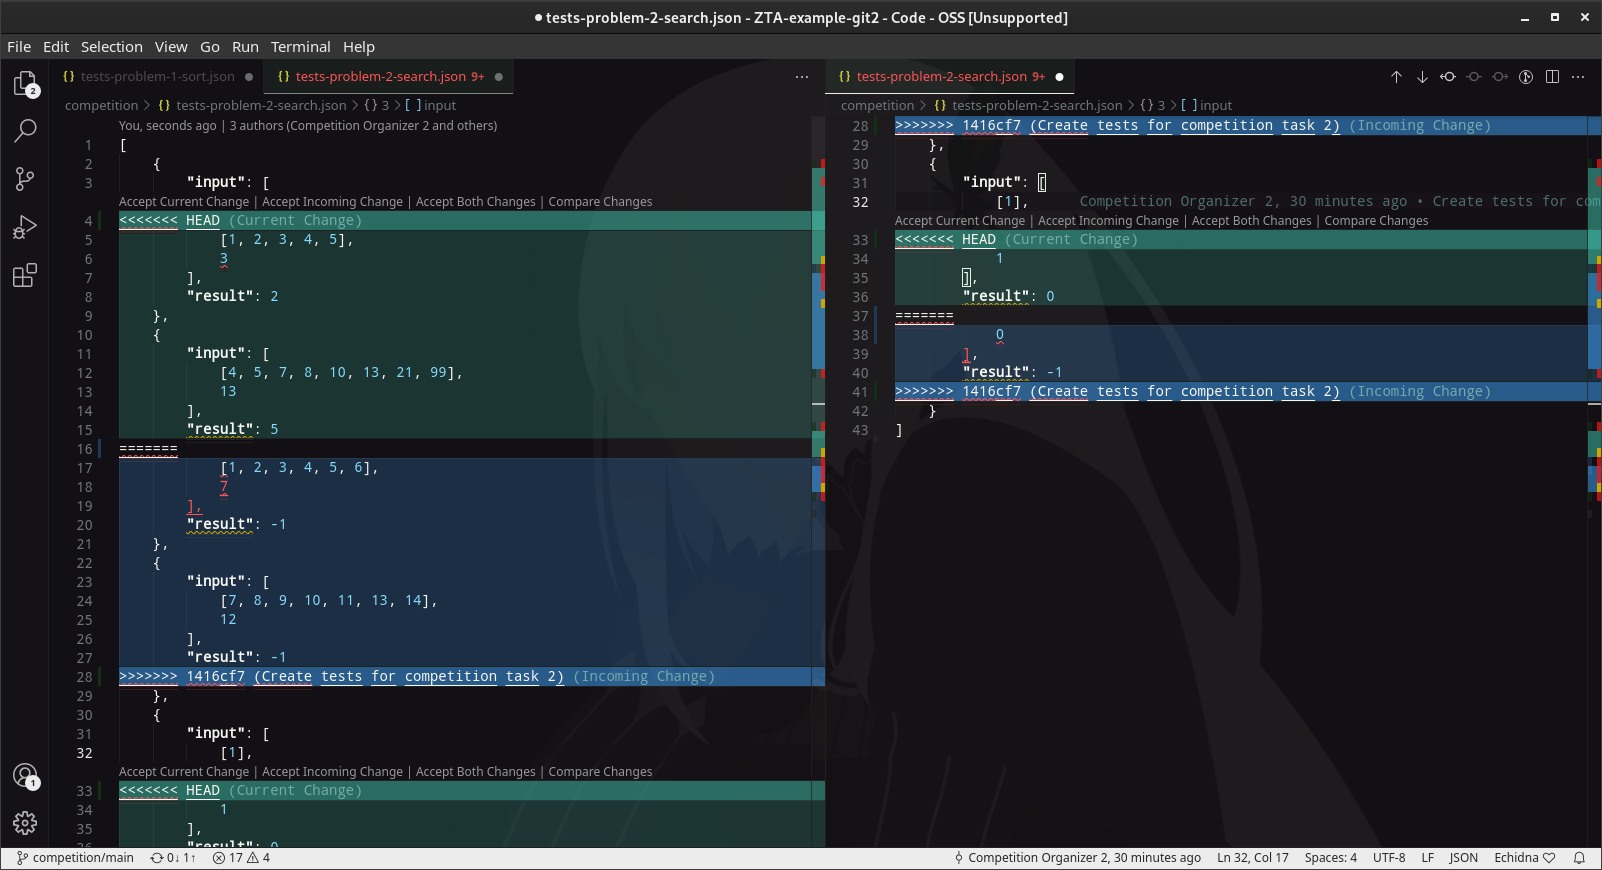 ● tests-problem-2-search.json - ZTA-example-git2 - Code - OSS [Unsupported]
File Edit Selection View Go Run Terminal Help
{} tests-problem-1-sort.json ●
{} tests-problem-2-search.json 9+ ●
competition > {} tests-problem-2-search.json > {} 3 > [ ] input
You, seconds ago | 3 authors (Competition Organizer 2 and others)
1 [
2 {
3 "input": [
Accept Current Change | Accept Incoming Change | Accept Both Changes | Compare Changes
4 <<<<<<< HEAD (Current Change)
5 [1, 2, 3, 4, 5],
6 3
7 ],
8 "result": 2
9 },
10 {
11 "input": [
12 [4, 5, 7, 8, 10, 13, 21, 99],
13 13
14 ],
15 "result": 5
16 =======
17 [1, 2, 3, 4, 5, 6],
18 7
19 ],
20 "result": -1
21 },
22 {
23 "input": [
24 [7, 8, 9, 10, 11, 13, 14],
25 12
26 ],
27 "result": -1
28 >>>>>>> 1416cf7 (Create tests for competition task 2) (Incoming Change)
29 },
30 {
31 "input": [
32 [1],
Accept Current Change | Accept Incoming Change | Accept Both Changes | Compare Changes
33 <<<<<<< HEAD (Current Change)
34 1
35 ],
36 "result": 0
{} tests-problem-2-search.json 9+ ●
competition > {} tests-problem-2-search.json > {} 3 > [ ] input
28 >>>>>>> 1416cf7 (Create tests for competition task 2) (Incoming Change)
29 },
30 {
31 "input": [
32 [1], Competition Organizer 2, 30 minutes ago • Create tests for com
Accept Current Change | Accept Incoming Change | Accept Both Changes | Compare Changes
33 <<<<<<< HEAD (Current Change)
34 1
35 ],
36 "result": 0
37 =======
38 0
39 ],
40 "result": -1
41 >>>>>>> 1416cf7 (Create tests for competition task 2) (Incoming Change)
42 }
43 ]
2
1
competition/main 0↓ 1↑ 17 4
Competition Organizer 2, 30 minutes ago Ln 32, Col 17 Spaces: 4 UTF-8 LF JSON Echidna